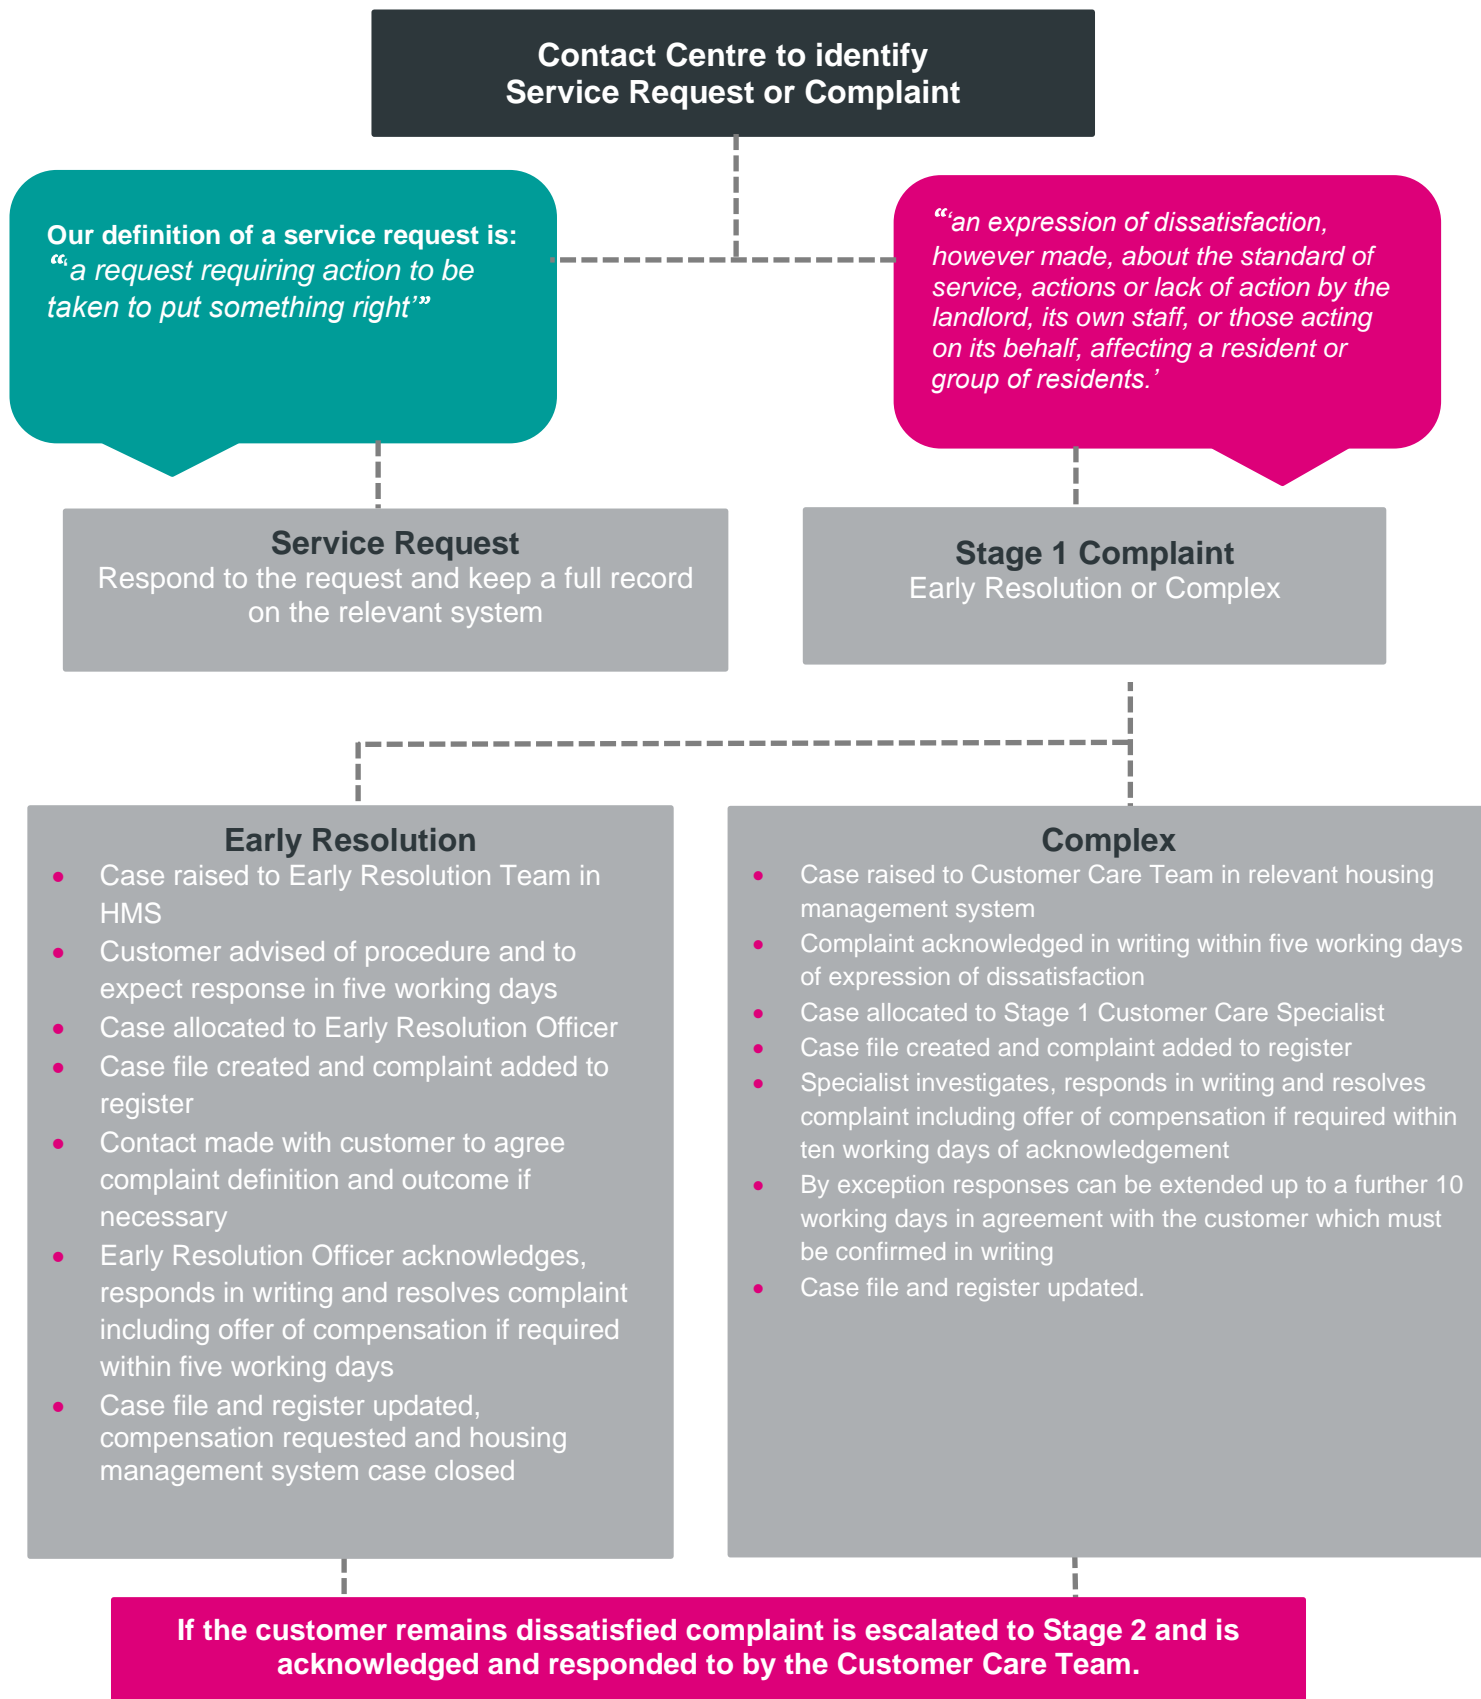 Contact Centre to identify
Service Request or Complaint
Our definition of a service request is:
“‘a request requiring action to be
taken to put something right’”
“‘an expression of dissatisfaction,
however made, about the standard of
service, actions or lack of action by the
landlord, its own staff, or those acting
on its behalf, affecting a resident or
group of residents.’
Service Request
Respond to the request and keep a full record
on the relevant system
Stage 1 Complaint
Early Resolution or Complex
Early Resolution
• Case raised to Early Resolution Team in
HMS
• Customer advised of procedure and to
expect response in five working days
• Case allocated to Early Resolution Officer
• Case file created and complaint added to
register
• Contact made with customer to agree
complaint definition and outcome if
necessary
• Early Resolution Officer acknowledges,
responds in writing and resolves complaint
including offer of compensation if required
within five working days
• Case file and register updated,
compensation requested and housing
management system case closed
Complex
• Case raised to Customer Care Team in relevant housing
management system
• Complaint acknowledged in writing within five working days
of expression of dissatisfaction
• Case allocated to Stage 1 Customer Care Specialist
• Case file created and complaint added to register
• Specialist investigates, responds in writing and resolves
complaint including offer of compensation if required within
ten working days of acknowledgement
• By exception responses can be extended up to a further 10
working days in agreement with the customer which must
be confirmed in writing
• Case file and register updated.
If the customer remains dissatisfied complaint is escalated to Stage 2 and is
acknowledged and responded to by the Customer Care Team.